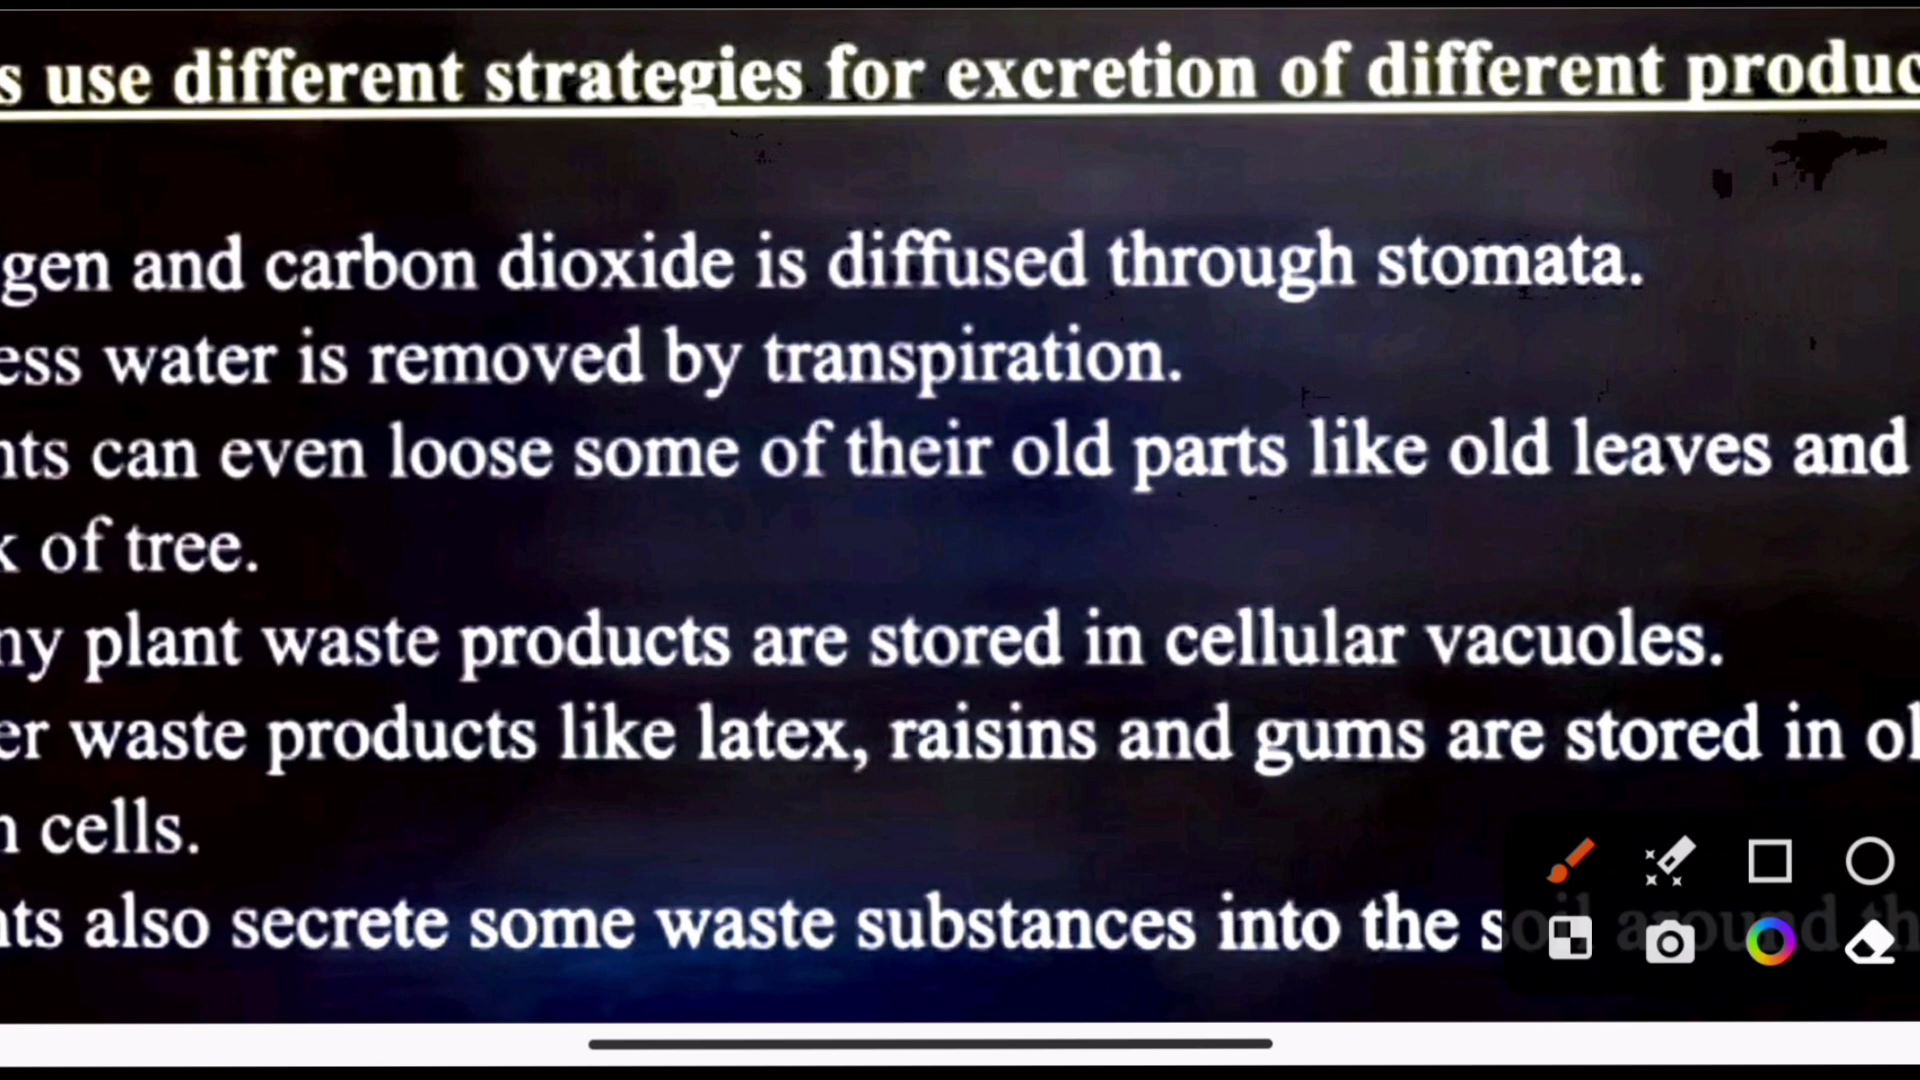 s use different strategies for excretion of different produc
gen and carbon dioxide is diffused through stomata.
ess water is removed by transpiration.
nts can even loose some of their old parts like old leaves and
k of tree.
ny plant waste products are stored in cellular vacuoles.
er waste products like latex, raisins and gums are stored in ol
n cells.
nts also secrete some waste substances into the soil around th